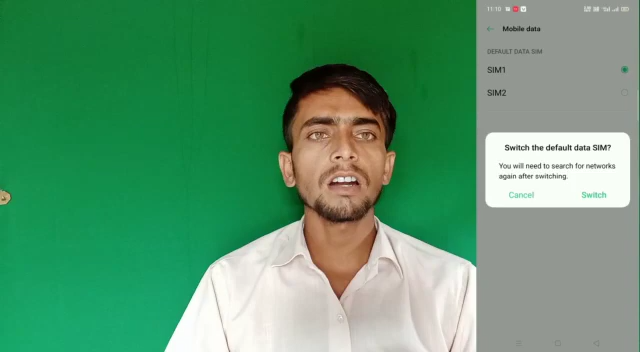 11:10
Mobile data
DEFAULT DATA SIM
SIM1
SIM2
Switch the default data SIM?
You will need to search for networks
again after switching.
Cancel
Switch